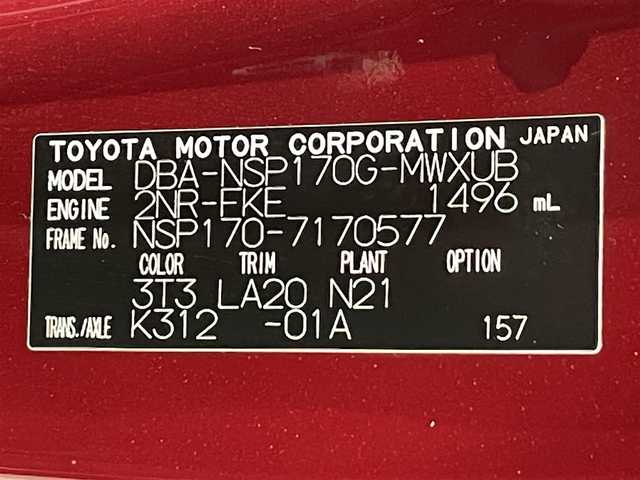 TOYOTA MOTOR CORPORATION JAPAN
MODEL DBA-NSP170G-MWXUB
ENGINE 2NR-FKE 1496 mL
FRAME No. NSP170-7170577
COLOR TRIM PLANT OPTION
3T3 LA20 N21
TRANS./AXLE K312 -01A 157